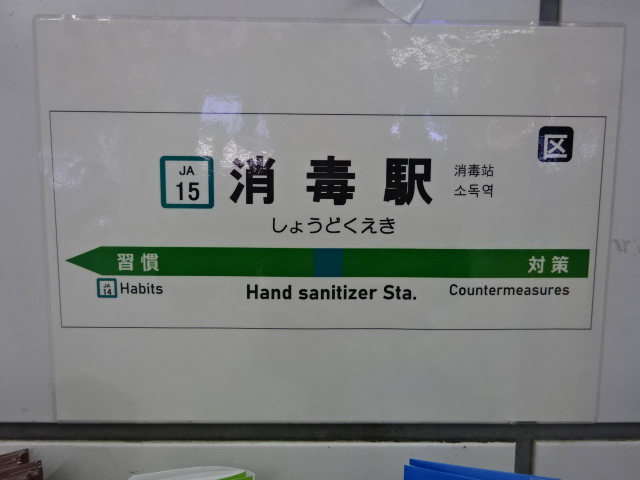 区
JA
15
消毒駅
消毒站
소독역
しょうどくえき
習慣
対策
JA
14
Habits
Hand sanitizer Sta.
Countermeasures